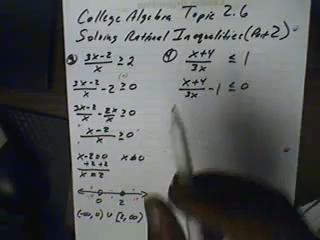 College Algebra Topic 2.6
Solving Rational Inequalities (Part 2)
③ (3x-2)/x ≥ 2
(3x-2)/x - 2 ≥ 0
(3x-2)/x - 2x/x ≥ 0
(x-2)/x ≥ 0
x-2=0 x≠0
+2 +2
x=2
0 2
(-∞,0) ∪ [2,∞)
④ (x+4)/3x ≤ 1
(x+4)/3x - 1 ≤ 0